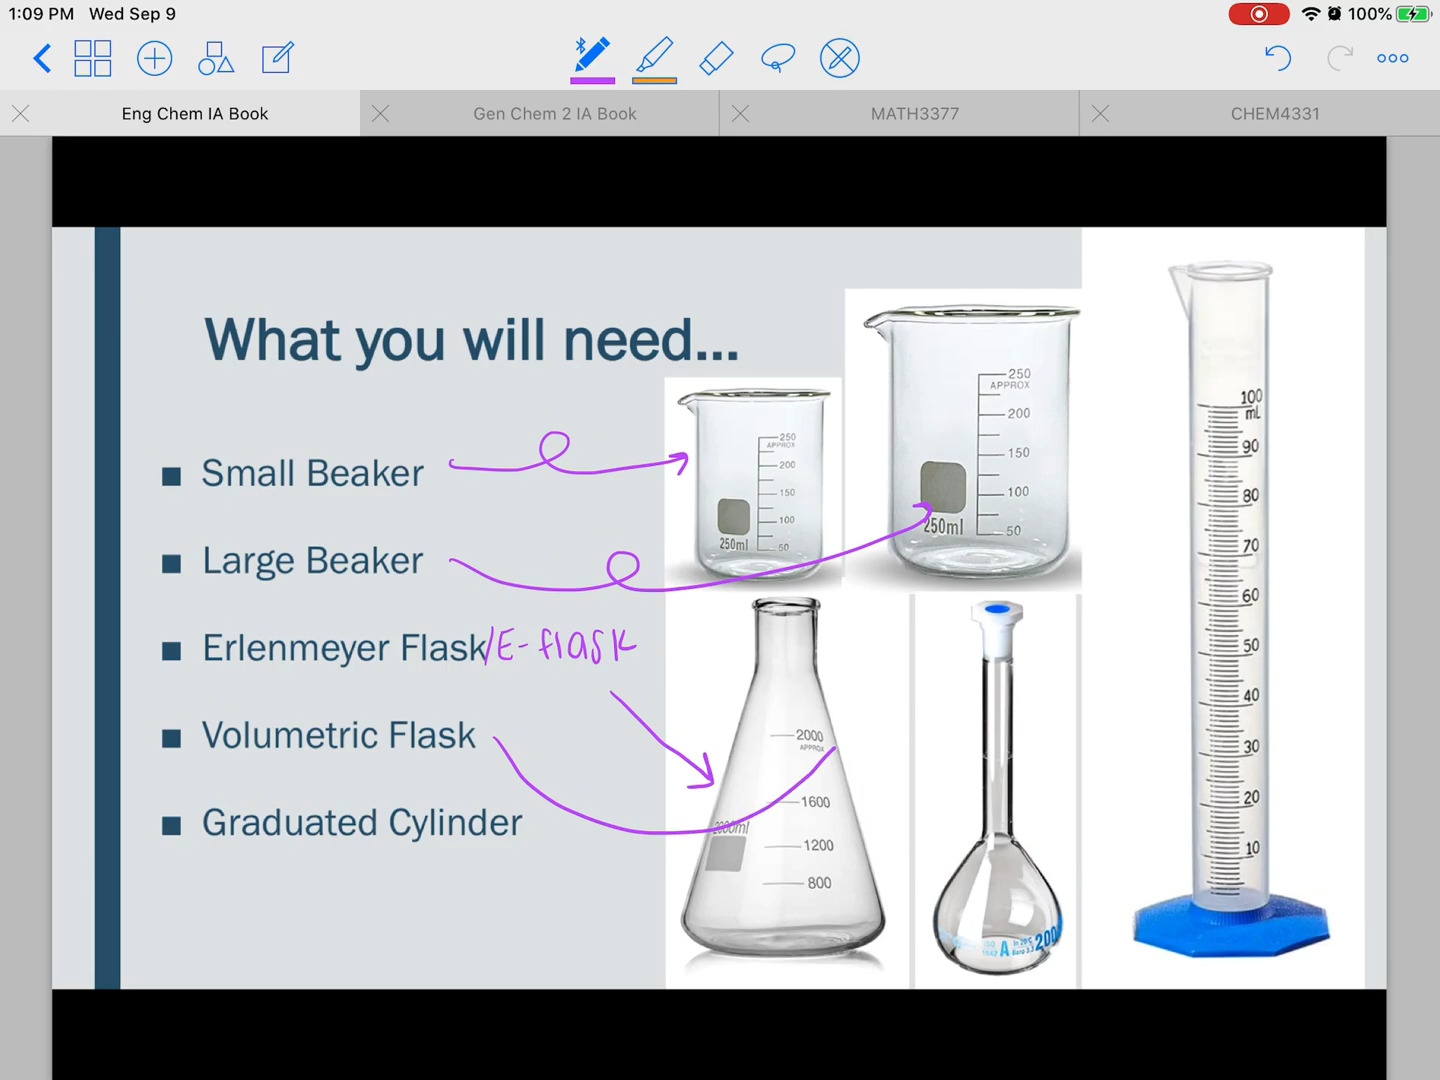 1:09 PM Wed Sep 9
100%
Eng Chem IA Book
Gen Chem 2 IA Book
MATH3377
CHEM4331
What you will need...
■ Small Beaker
■ Large Beaker
■ Erlenmeyer Flask/E-flask
■ Volumetric Flask
■ Graduated Cylinder
250
APPROX
200
150
100
50
250ml
250
APPROX
200
150
100
50
250ml
2000
APPROX
1600
1200
800
2000ml
A
200
100
mL
90
80
70
60
50
40
30
20
10